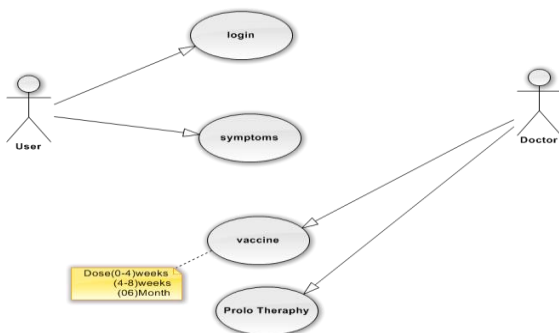 login
User
symptoms
Doctor
vaccine
Dose(0-4)weeks
(4-8)weeks
(06)Month
Prolo Theraphy